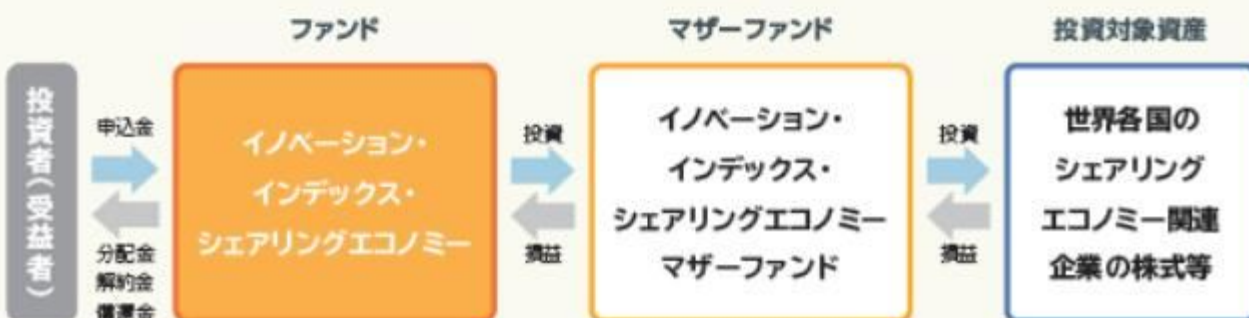 ファンド
マザーファンド
投資対象資産
投資者（受益者）
申込金
分配金
解約金
償還金
イノベーション・
インデックス・
シェアリングエコノミー
投資
損益
イノベーション・
インデックス・
シェアリングエコノミー
マザーファンド
投資
損益
世界各国の
シェアリング
エコノミー関連
企業の株式等